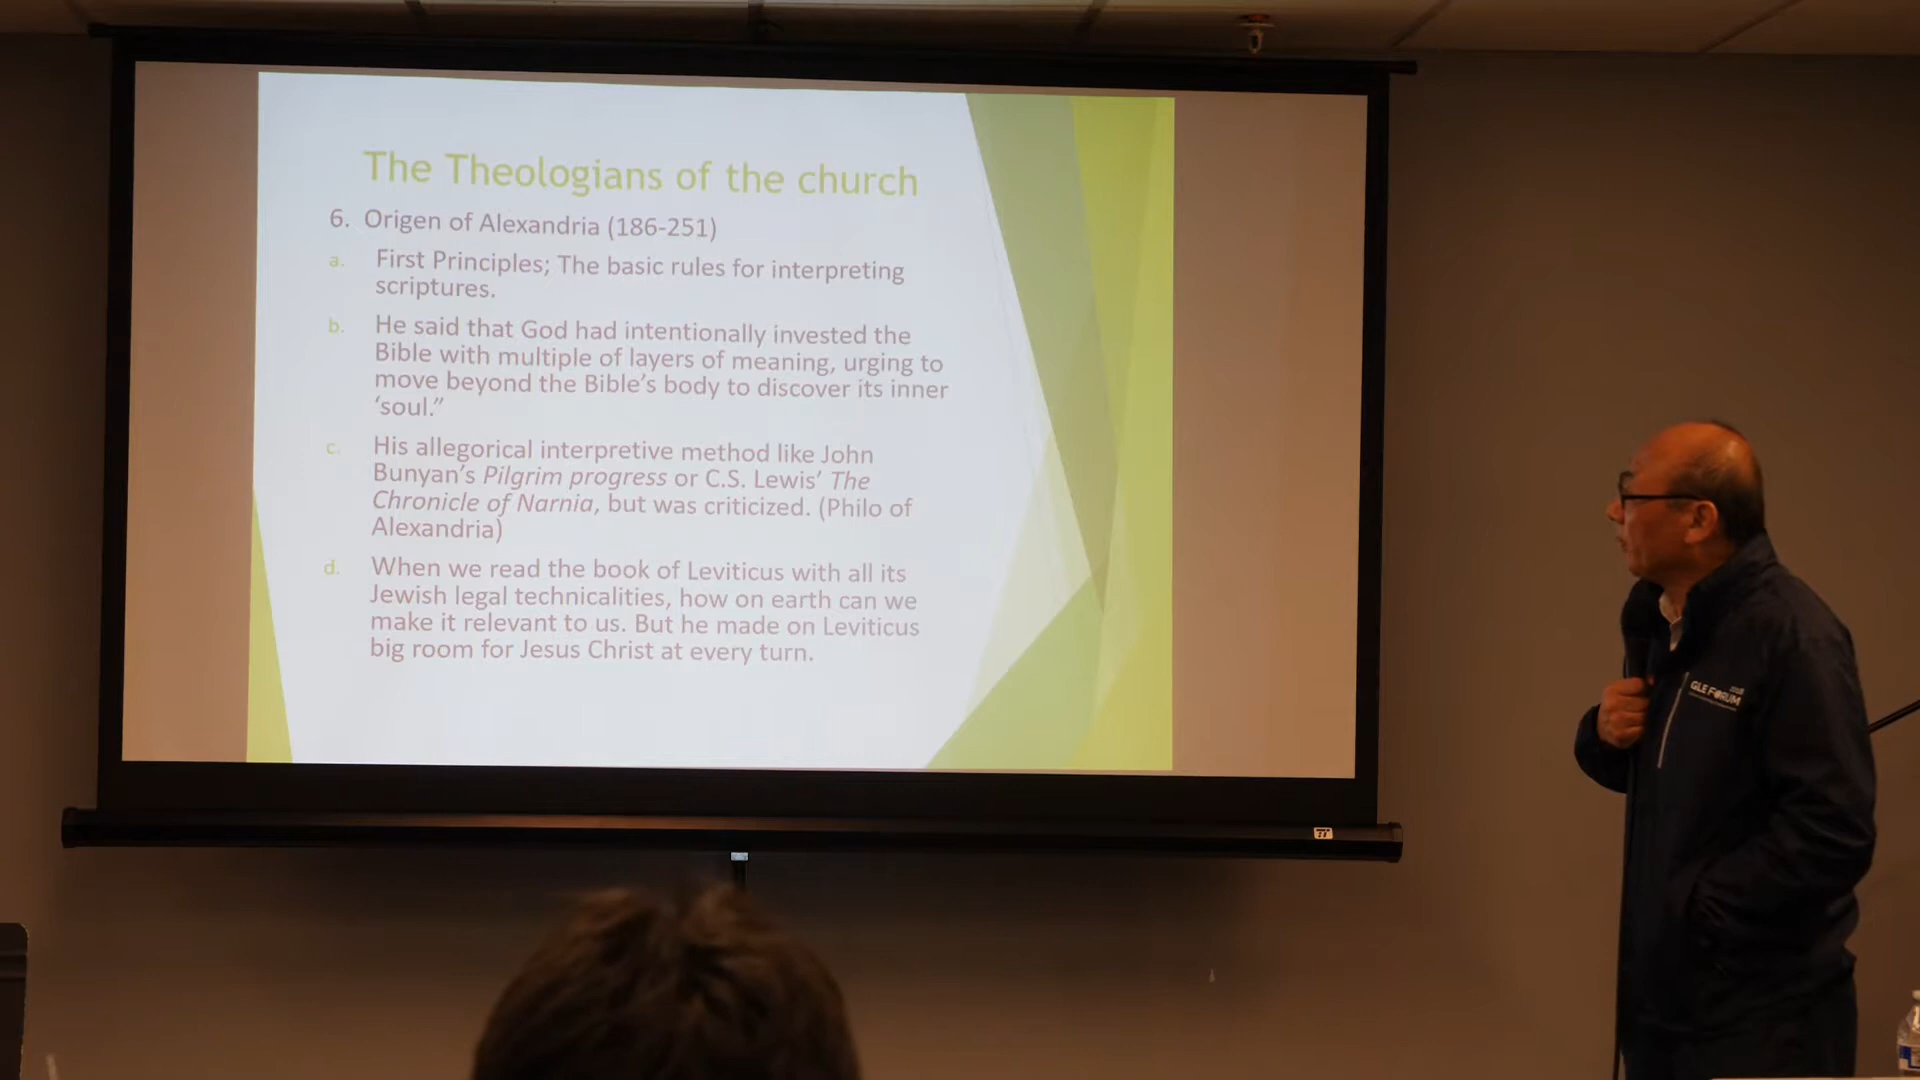 The Theologians of the church
6. Origen of Alexandria (186-251)
a. First Principles; The basic rules for interpreting
scriptures.
b. He said that God had intentionally invested the
Bible with multiple of layers of meaning, urging to
move beyond the Bible's body to discover its inner
‘soul.”
c. His allegorical interpretive method like John
Bunyan's Pilgrim progress or C.S. Lewis’ The
Chronicle of Narnia, but was criticized. (Philo of
Alexandria)
d. When we read the book of Leviticus with all its
Jewish legal technicalities, how on earth can we
make it relevant to us. But he made on Leviticus
big room for Jesus Christ at every turn.
GLE FORUM